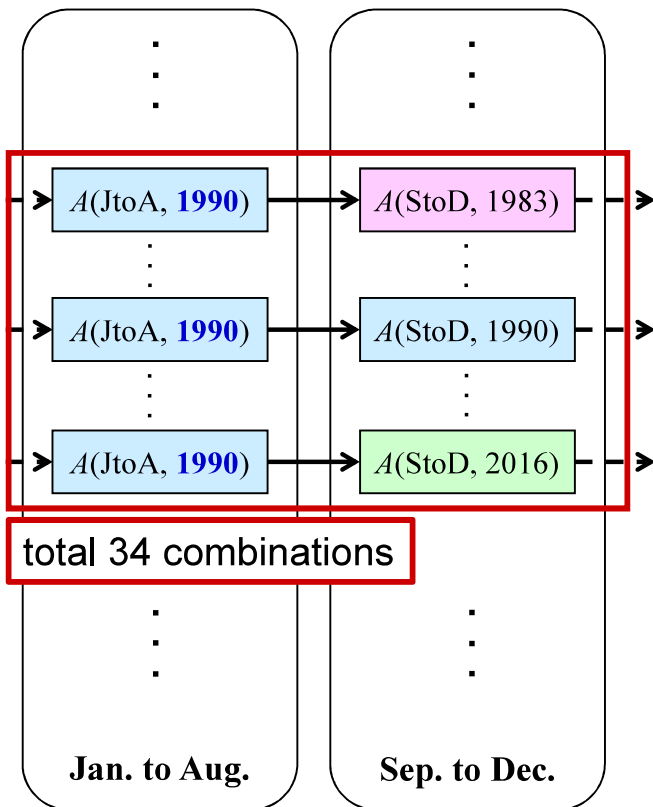 A(JtoA, 1990) A(StoD, 1983)
A(JtoA, 1990) A(StoD, 1990)
A(JtoA, 1990) A(StoD, 2016)
total 34 combinations
Jan. to Aug. Sep. to Dec.